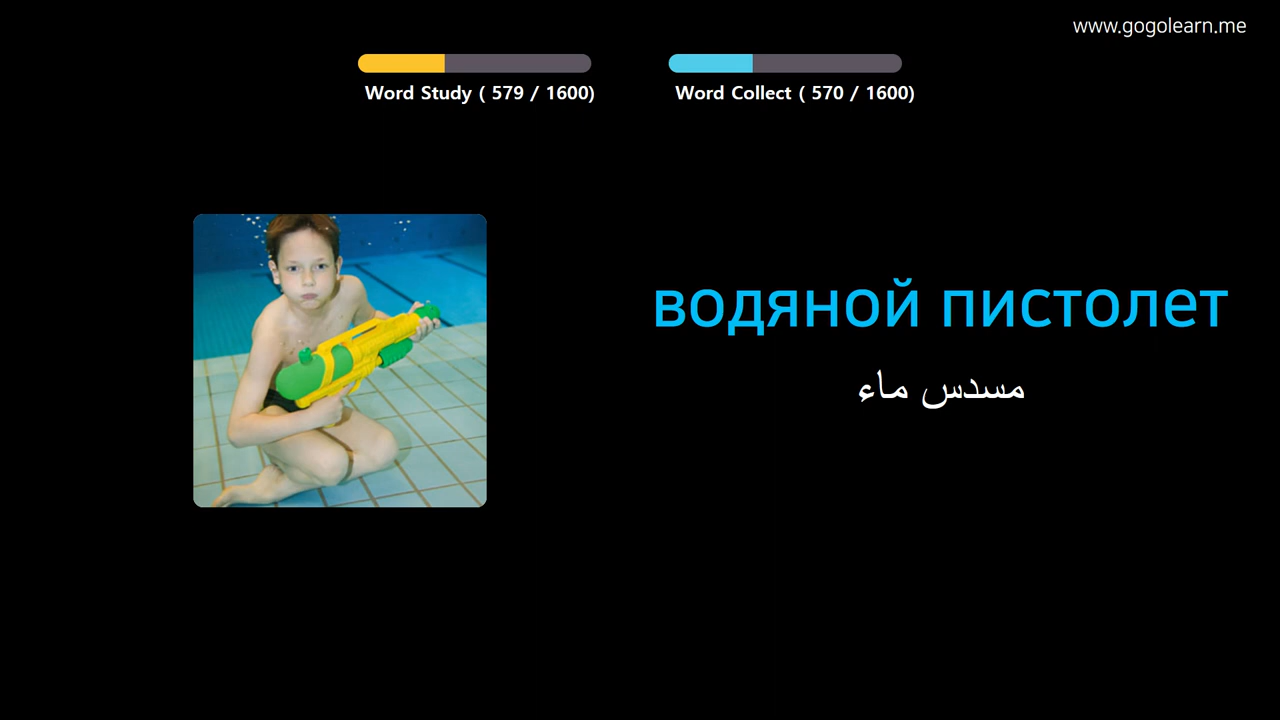 www.gogolearn.me
Word Study ( 579 / 1600)
Word Collect ( 570 / 1600)
водяной пистолет
مسدس ماء